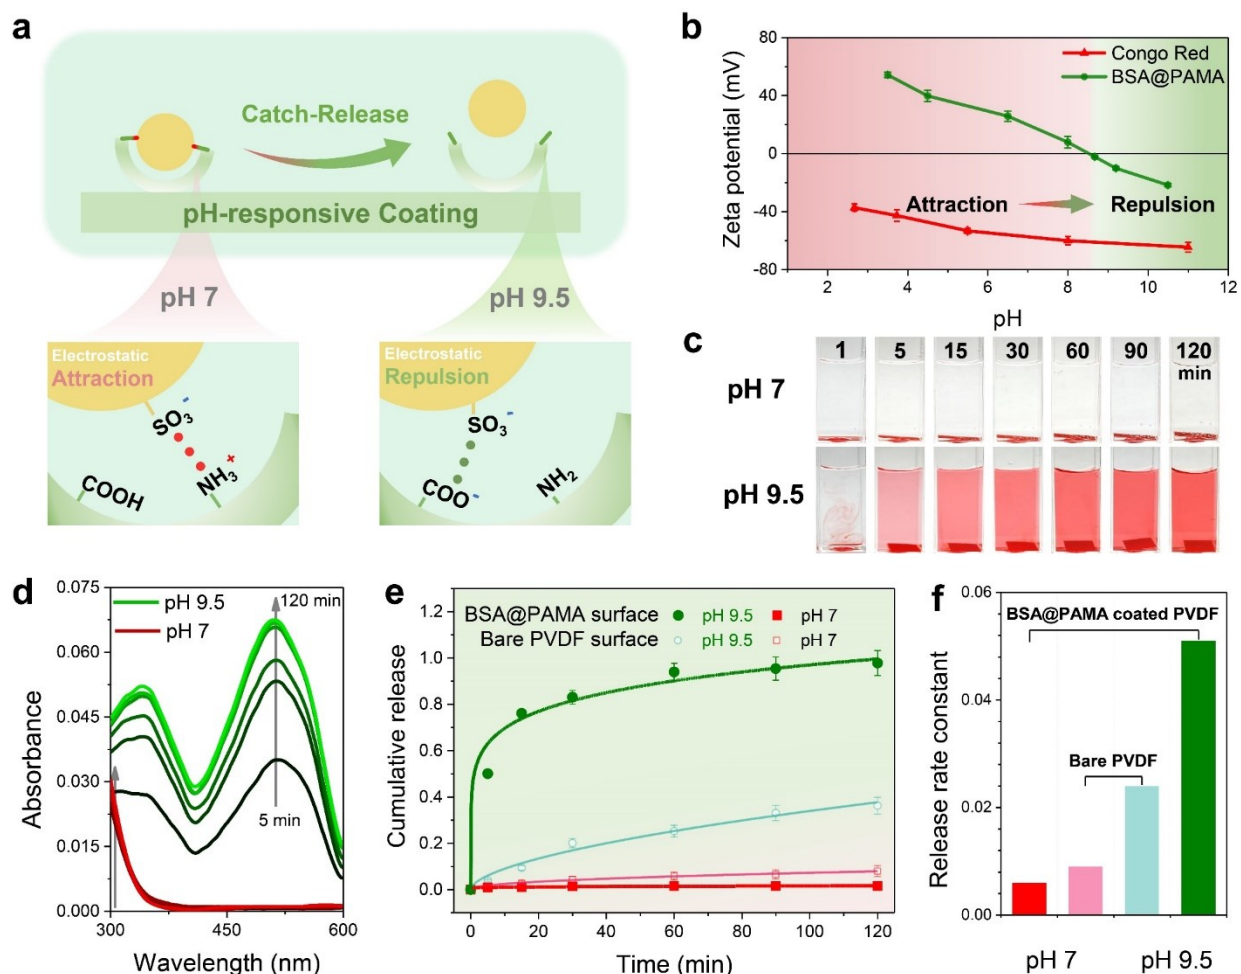 a
Catch-Release
pH-responsive Coating
pH 7
pH 9.5
Electrostatic
Attraction
SO3-
NH3+
COOH
Electrostatic
Repulsion
SO3-
COO-
NH2
b
80
40
0
-40
-80
Zeta potential (mV)
Congo Red
BSA@PAMA
Attraction
Repulsion
2 4 6 8 10 12
pH
c
1 5 15 30 60 90 120
min
pH 7
pH 9.5
d
0.075
0.060
0.045
0.030
0.015
0.000
Absorbance
pH 9.5
pH 7
120 min
5 min
300 450 600
Wavelength (nm)
e
1.2
1.0
0.8
0.6
0.4
0.2
0.0
Cumulative release
BSA@PAMA surface pH 9.5 pH 7
Bare PVDF surface pH 9.5 pH 7
0 20 40 60 80 100 120
Time (min)
f
0.06
0.04
0.02
0.00
Release rate constant
BSA@PAMA coated PVDF
Bare PVDF
pH 7 pH 9.5